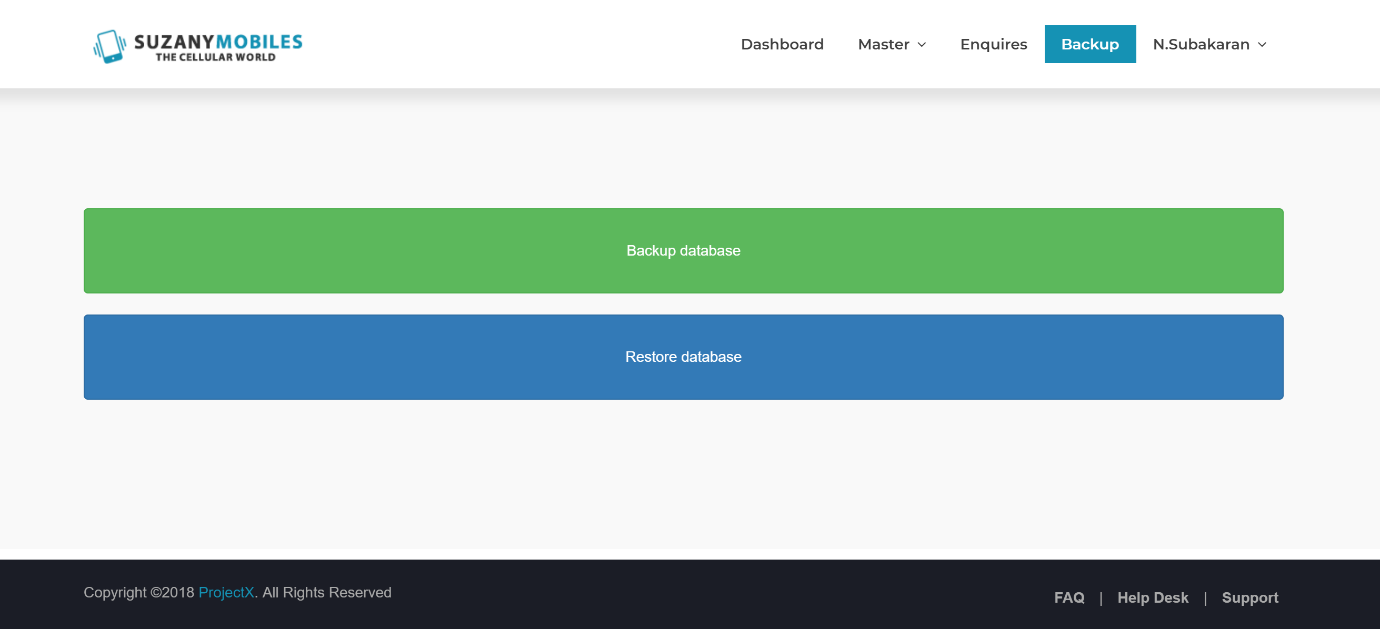 SUZANYMOBILES
THE CELLULAR WORLD
Dashboard Master Enquires Backup N.Subakaran
Backup database
Restore database
Copyright ©2018 ProjectX. All Rights Reserved
FAQ | Help Desk | Support